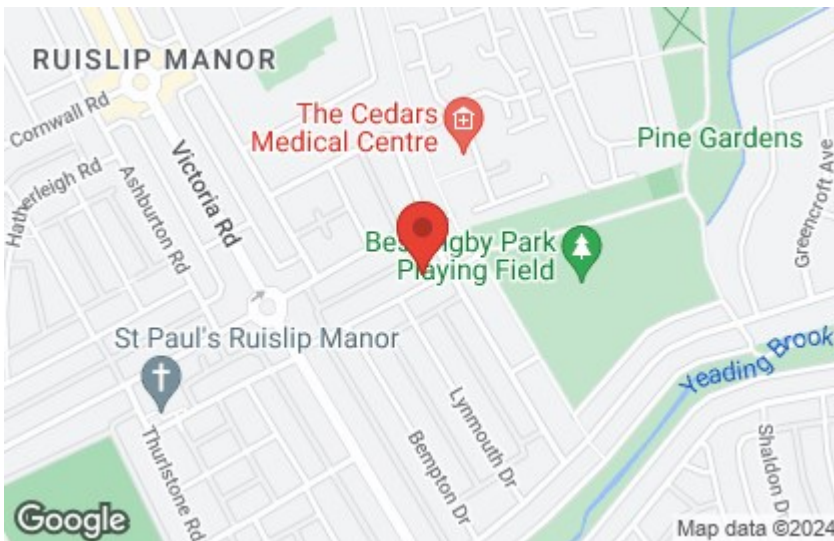 RUISLIP MANOR
Cornwall Rd
Hatherleigh Rd
Ashburton Rd
Victoria Rd
The Cedars
Medical Centre
Pine Gardens
Greencroft Ave
Park
Playing Field
St Paul's Ruislip Manor
Thurlstone Rd
Lynmouth Dr
Bempton Dr
Yeading Brook
Shaldon D
Google
Map data ©2024